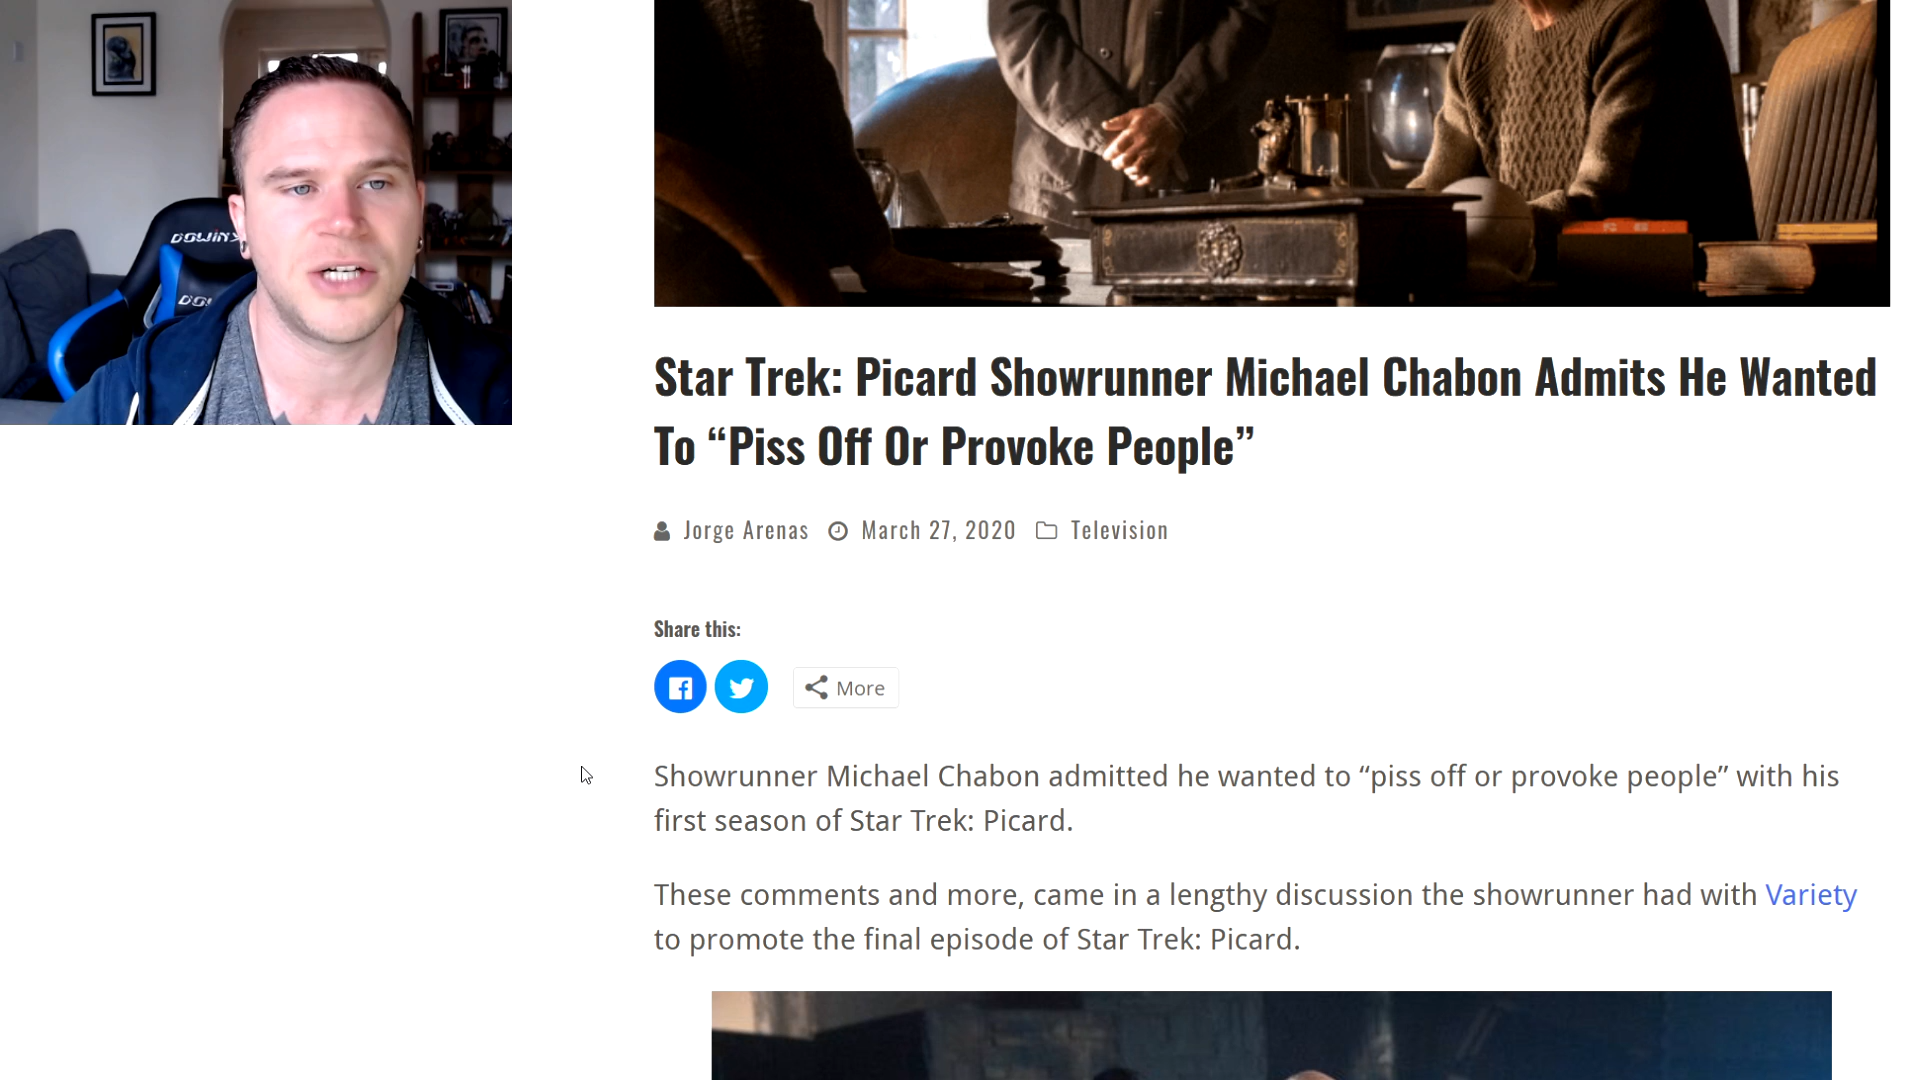 DOWINX
Star Trek: Picard Showrunner Michael Chabon Admits He Wanted
To “Piss Off Or Provoke People”
Jorge Arenas March 27, 2020 Television
Share this:
More
Showrunner Michael Chabon admitted he wanted to “piss off or provoke people” with his
first season of Star Trek: Picard.
These comments and more, came in a lengthy discussion the showrunner had with Variety
to promote the final episode of Star Trek: Picard.